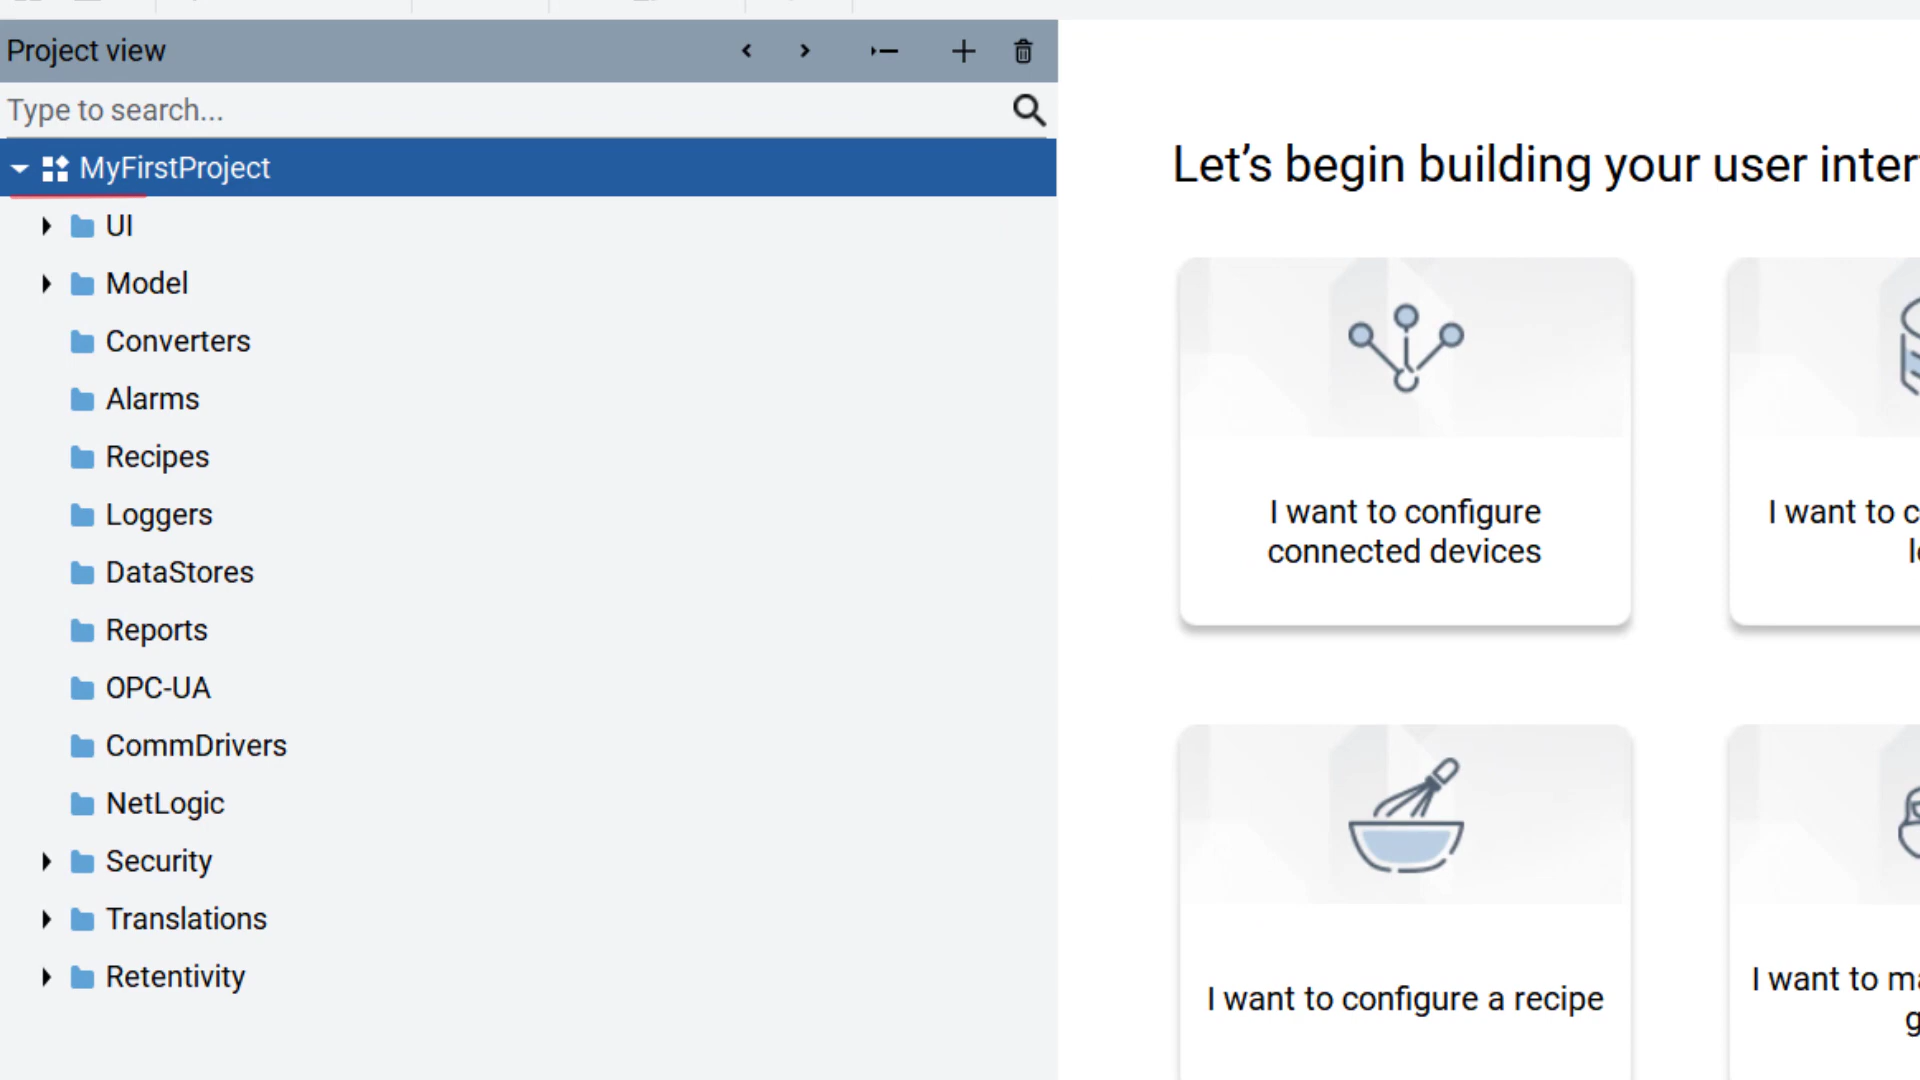 Project view
Type to search...
MyFirstProject
UI
Model
Converters
Alarms
Recipes
Loggers
DataStores
Reports
OPC-UA
CommDrivers
NetLogic
Security
Translations
Retentivity
Let's begin building your user
I want to configure
connected devices
I want to
I want to configure a recipe
I want to